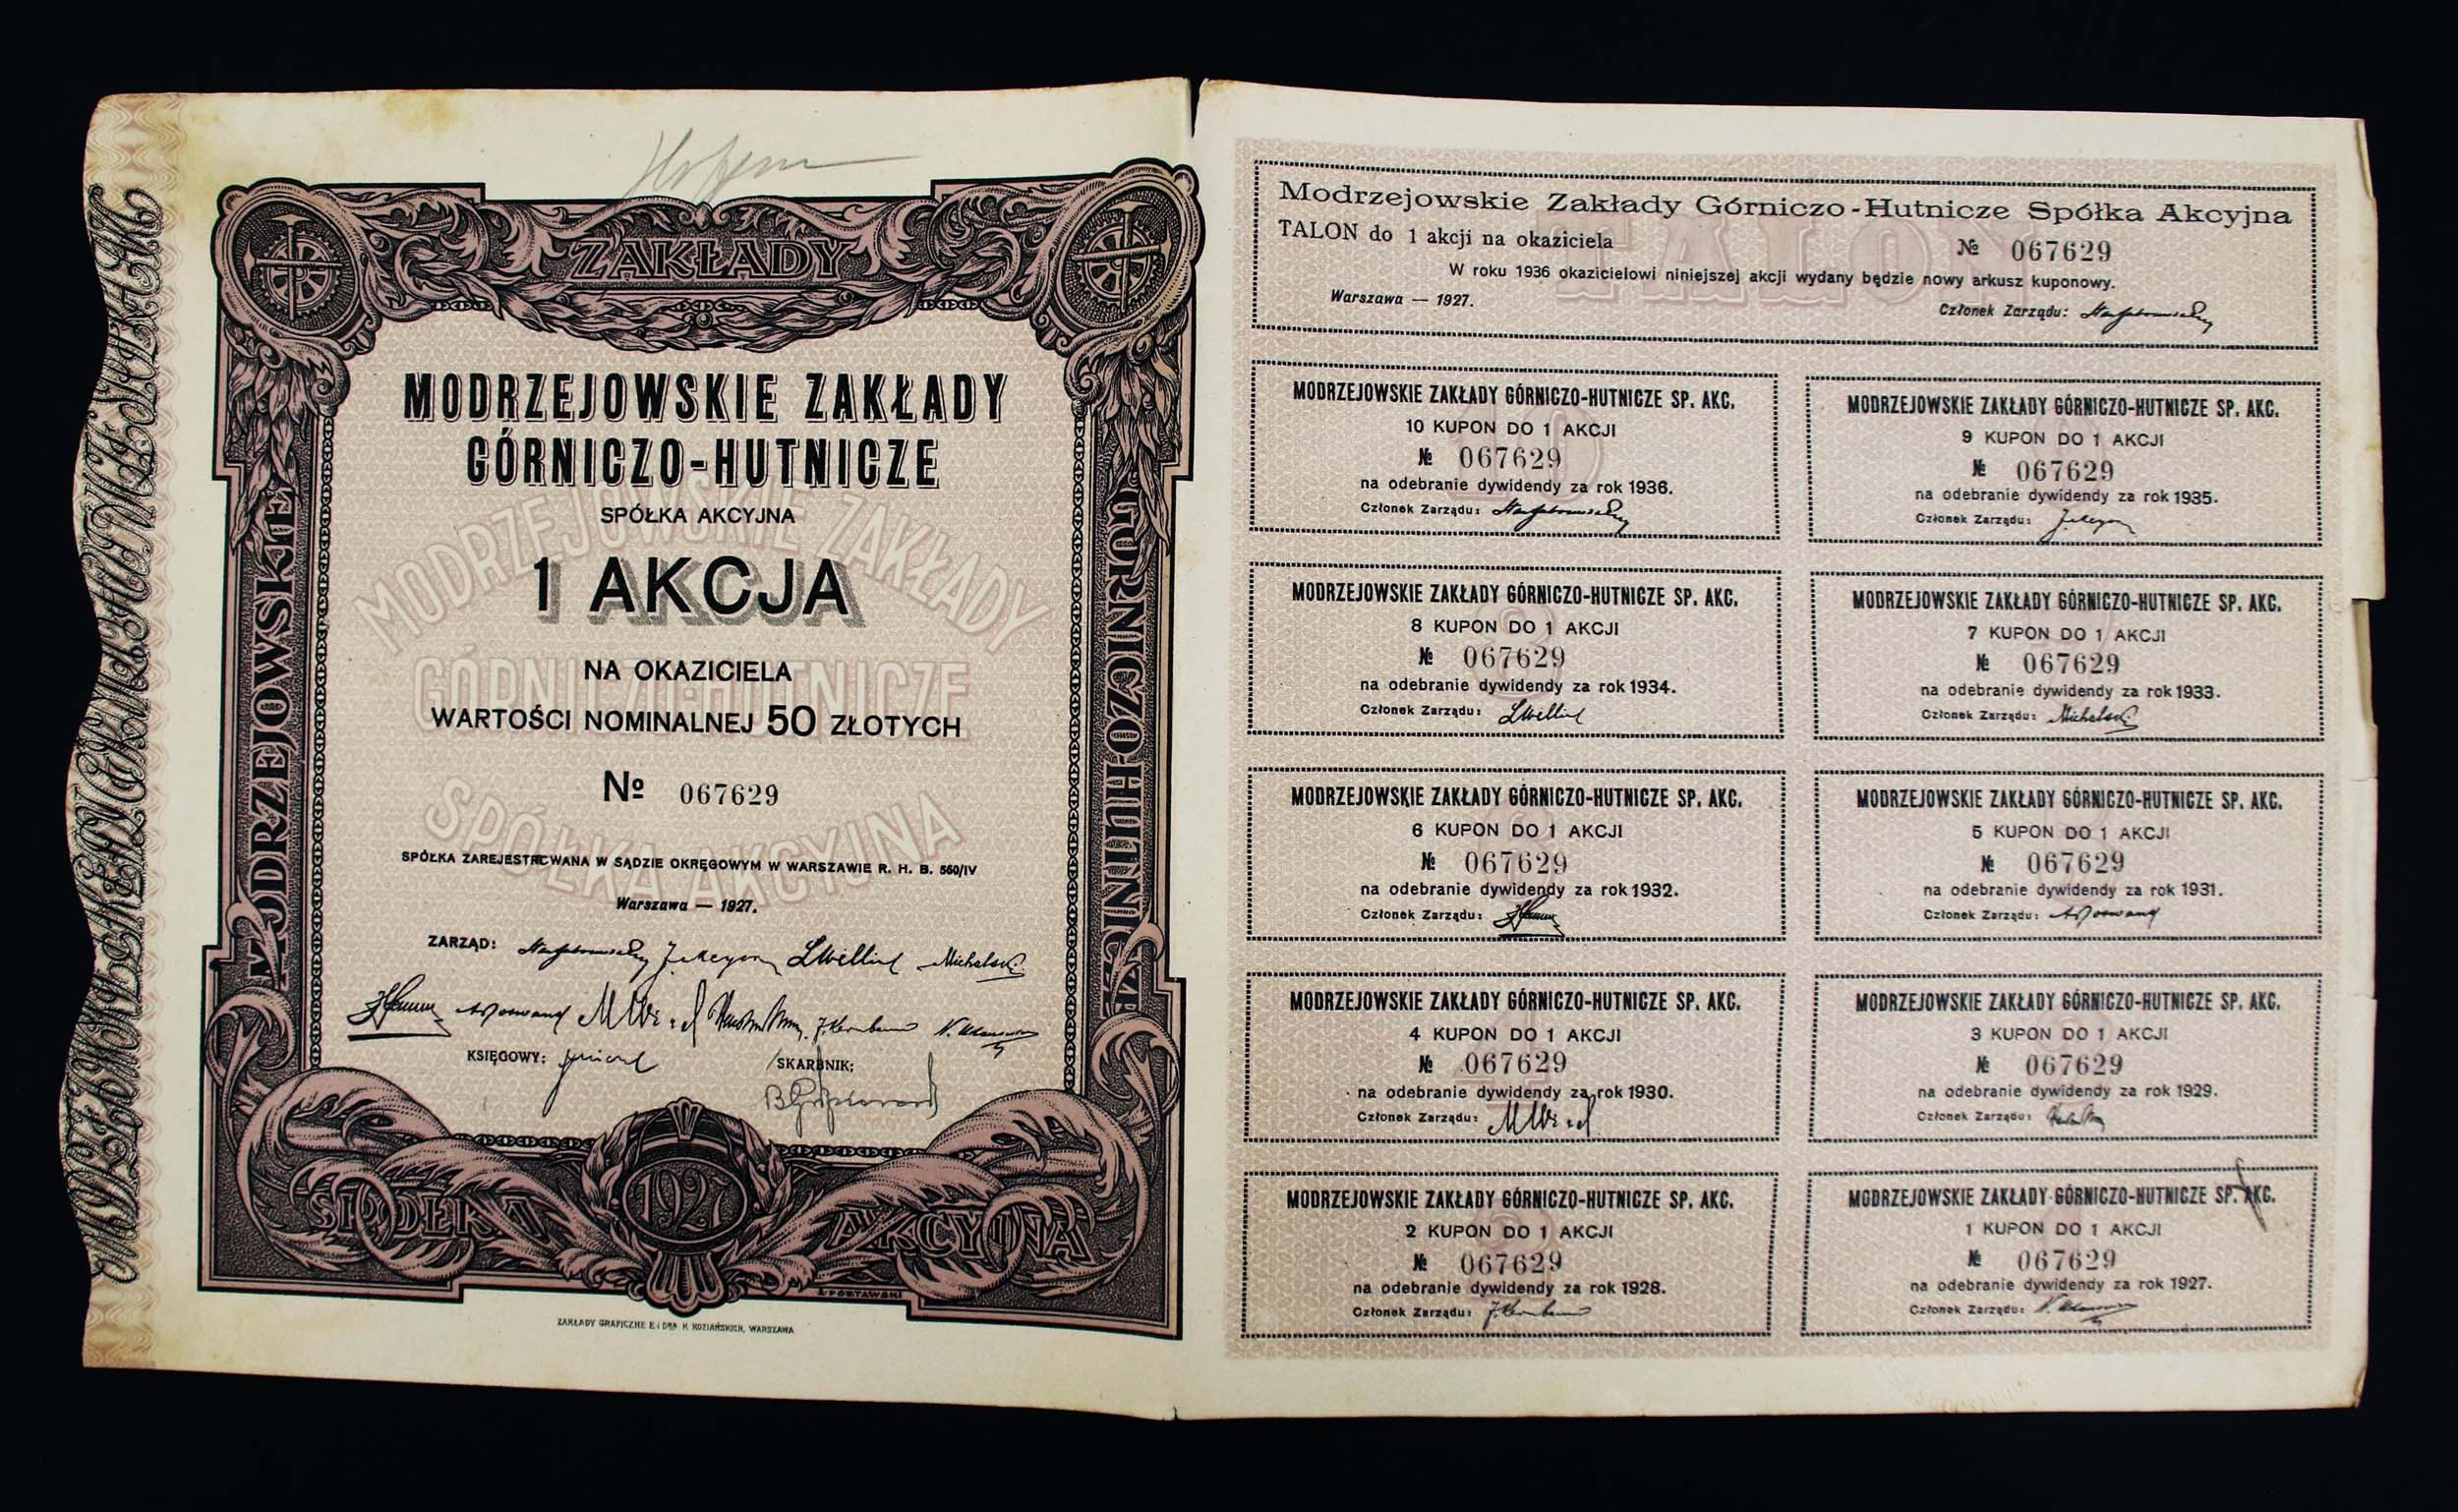 ZAKŁADY
MODRZEJOWSKIE
GÓRNICZO-HUTNICZE
MODRZEJOWSKIE ZAKŁADY
GÓRNICZO-HUTNICZE
SPÓŁKA AKCYJNA
1 AKCJA
NA OKAZICIELA
WARTOŚCI NOMINALNEJ 50 ZŁOTYCH
№ 067629
SPÓŁKA ZAREJESTROWANA W SĄDZIE OKRĘGOWYM W WARSZAWIE R. H. B. 560/IV
Warszawa — 1927.
ZARZĄD: Michalski
KSIĘGOWY:
SKARBNIK:
MODRZEJOWSKIE ZAKŁADY
GÓRNICZO-HUTNICZE
SPÓŁKA AKCYJNA
SPÓŁKA 1927 AKCYJNA
ZAKŁADY GRAFICZNE E. i DRA K. KOZIAŃSKICH, WARSZAWA
TALON
Modrzejowskie Zakłady Górniczo-Hutnicze Spółka Akcyjna
TALON do 1 akcji na okaziciela № 067629
W roku 1936 okazicielowi niniejszej akcji wydany będzie nowy arkusz kuponowy.
Warszawa — 1927.
Członek Zarządu:
MODRZEJOWSKIE ZAKŁADY GÓRNICZO-HUTNICZE SP. AKC.
10 KUPON DO 1 AKCJI
№ 067629
na odebranie dywidendy za rok 1936.
Członek Zarządu:
MODRZEJOWSKIE ZAKŁADY GÓRNICZO-HUTNICZE SP. AKC.
9 KUPON DO 1 AKCJI
№ 067629
na odebranie dywidendy za rok 1935.
Członek Zarządu:
MODRZEJOWSKIE ZAKŁADY GÓRNICZO-HUTNICZE SP. AKC.
8 KUPON DO 1 AKCJI
№ 067629
na odebranie dywidendy za rok 1934.
Członek Zarządu:
MODRZEJOWSKIE ZAKŁADY GÓRNICZO-HUTNICZE SP. AKC.
7 KUPON DO 1 AKCJI
№ 067629
na odebranie dywidendy za rok 1933.
Członek Zarządu: Michalski
MODRZEJOWSKIE ZAKŁADY GÓRNICZO-HUTNICZE SP. AKC.
6 KUPON DO 1 AKCJI
№ 067629
na odebranie dywidendy za rok 1932.
Członek Zarządu:
MODRZEJOWSKIE ZAKŁADY GÓRNICZO-HUTNICZE SP. AKC.
5 KUPON DO 1 AKCJI
№ 067629
na odebranie dywidendy za rok 1931.
Członek Zarządu:
MODRZEJOWSKIE ZAKŁADY GÓRNICZO-HUTNICZE SP. AKC.
4 KUPON DO 1 AKCJI
№ 067629
na odebranie dywidendy za rok 1930.
Członek Zarządu:
MODRZEJOWSKIE ZAKŁADY GÓRNICZO-HUTNICZE SP. AKC.
3 KUPON DO 1 AKCJI
№ 067629
na odebranie dywidendy za rok 1929.
Członek Zarządu:
MODRZEJOWSKIE ZAKŁADY GÓRNICZO-HUTNICZE SP. AKC.
2 KUPON DO 1 AKCJI
№ 067629
na odebranie dywidendy za rok 1928.
Członek Zarządu:
MODRZEJOWSKIE ZAKŁADY GÓRNICZO-HUTNICZE SP. AKC.
1 KUPON DO 1 AKCJI
№ 067629
na odebranie dywidendy za rok 1927.
Członek Zarządu: